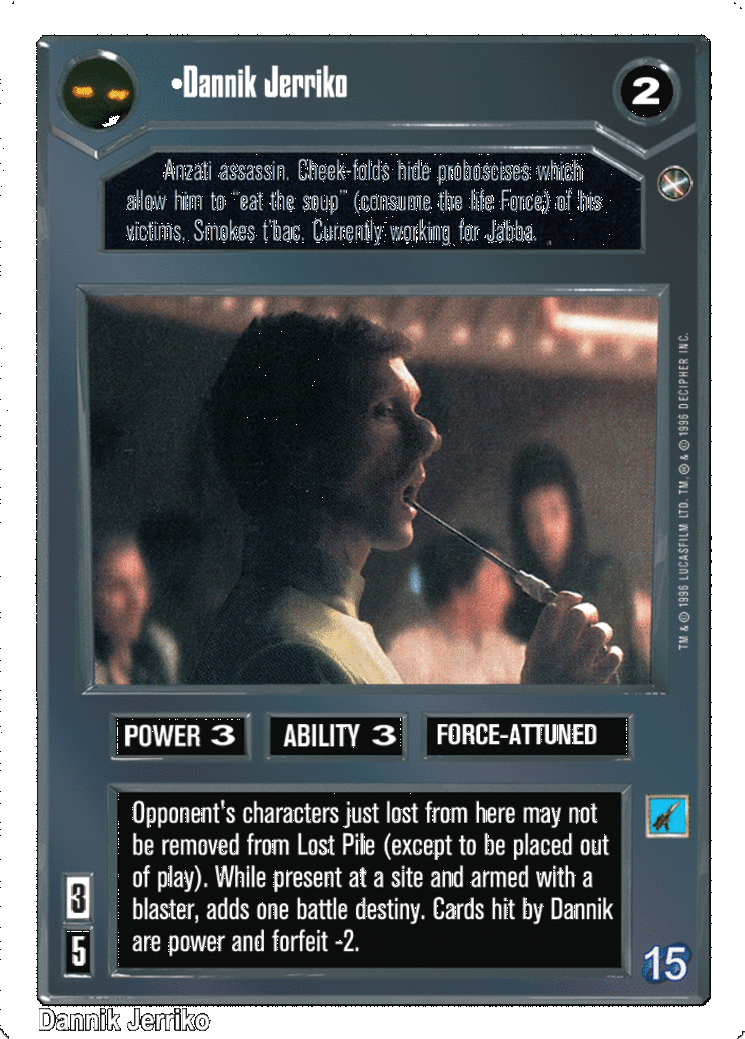 •Dannik Jerriko
2
Anzati assassin. Cheek-folds hide proboscises which
allow him to "eat the soup" (consume the life Force) of his
victims. Smokes t'bac. Currently working for Jabba.
TM & © 1996 LUCASFILM LTD. TM, ® & © 1996 DECIPHER INC.
POWER 3
ABILITY 3
FORCE-ATTUNED
Opponent's characters just lost from here may not
be removed from Lost Pile (except to be placed out
of play). While present at a site and armed with a
blaster, adds one battle destiny. Cards hit by Dannik
are power and forfeit -2.
3
5
15
Dannik Jerriko